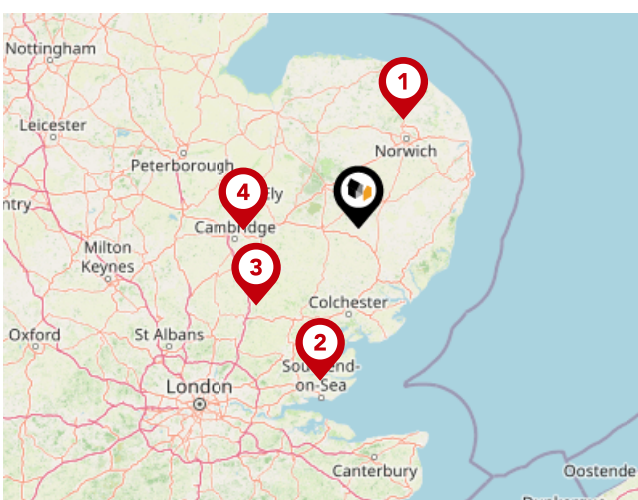 Nottingham
1
Leicester
Norwich
Peterborough
4
Ely
ntry
Cambridge
Milton
Keynes
3
Colchester
Oxford
St Albans
2
Southend-
on-Sea
London
Canterbury
Oostende